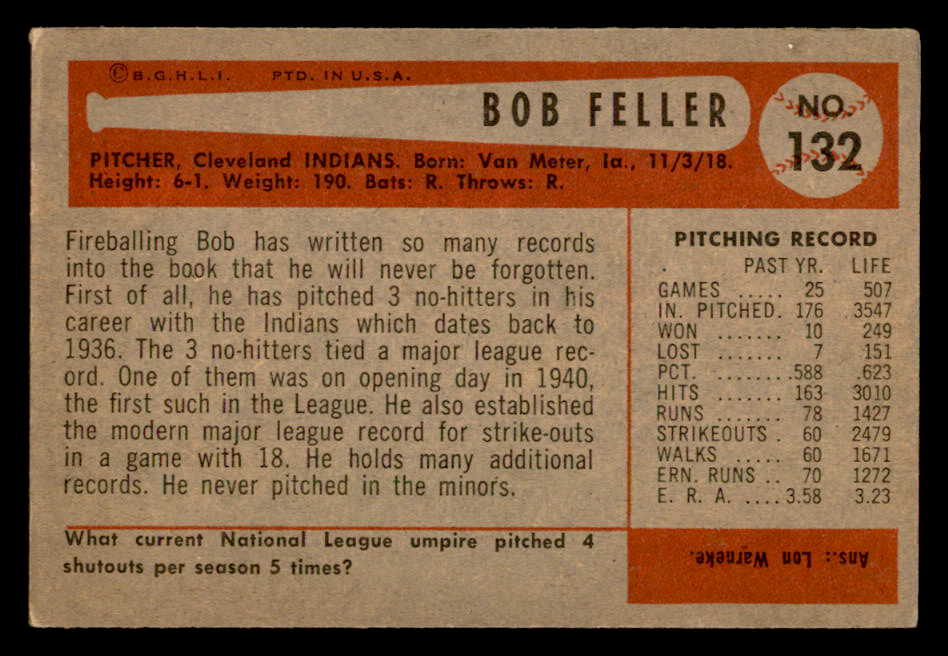 © B.G.H.L.I. PTD. IN U.S.A.
BOB FELLER
NO.
132
PITCHER, Cleveland INDIANS. Born: Van Meter, Ia., 11/3/18.
Height: 6-1. Weight: 190. Bats: R. Throws: R.
Fireballing Bob has written so many records
into the book that he will never be forgotten.
First of all, he has pitched 3 no-hitters in his
career with the Indians which dates back to
1936. The 3 no-hitters tied a major league rec-
ord. One of them was on opening day in 1940,
the first such in the League. He also established
the modern major league record for strike-outs
in a game with 18. He holds many additional
records. He never pitched in the minors.
PITCHING RECORD
PAST YR. LIFE
GAMES ..... 25 507
IN. PITCHED. 176 3547
WON ....... 10 249
LOST ....... 7 151
PCT. ........ .588 .623
HITS ....... 163 3010
RUNS ....... 78 1427
STRIKEOUTS . 60 2479
WALKS ..... 60 1671
ERN. RUNS .. 70 1272
E. R. A. .... 3.58 3.23
What current National League umpire pitched 4
shutouts per season 5 times?
Ans.: Lon Warneke.